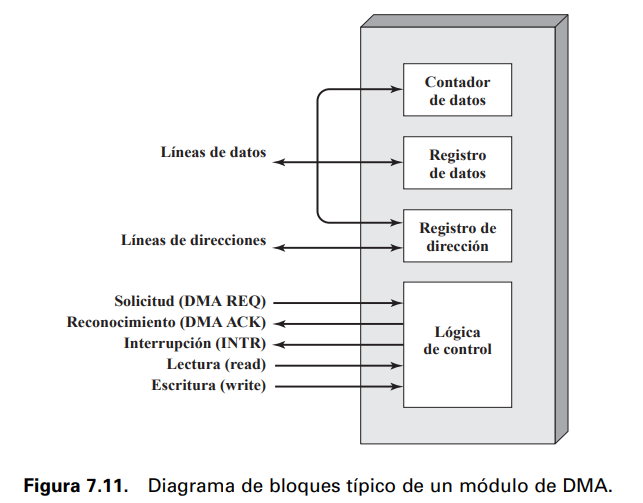 Contador
de datos
Líneas de datos
Registro
de datos
Líneas de direcciones
Registro de
dirección
Solicitud (DMA REQ)
Reconocimiento (DMA ACK)
Interrupción (INTR)
Lectura (read)
Escritura (write)
Lógica
de control
Figura 7.11. Diagrama de bloques típico de un módulo de DMA.